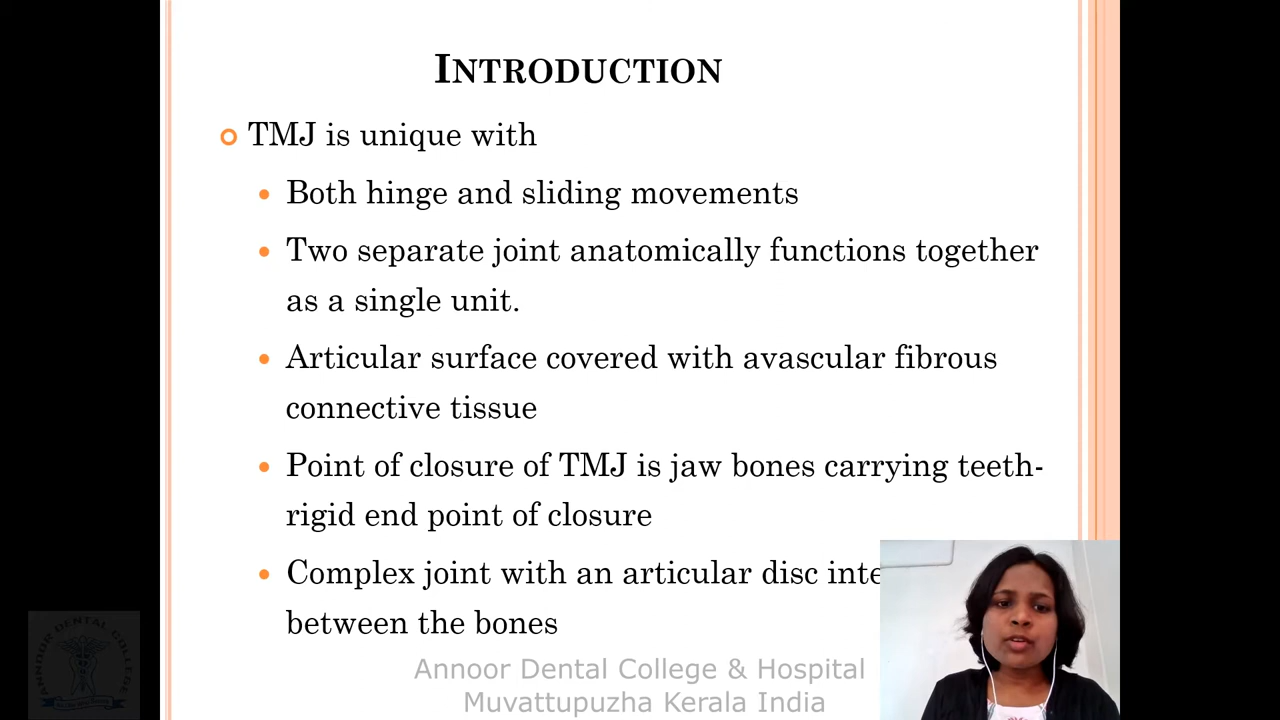 INTRODUCTION
TMJ is unique with
Both hinge and sliding movements
Two separate joint anatomically functions together
as a single unit.
Articular surface covered with avascular fibrous
connective tissue
Point of closure of TMJ is jaw bones carrying teeth-
rigid end point of closure
Complex joint with an articular disc
between the bones
Annoor Dental College & Hospital
Muvattupuzha Kerala India
ANNOOR DENTAL COLLEGE